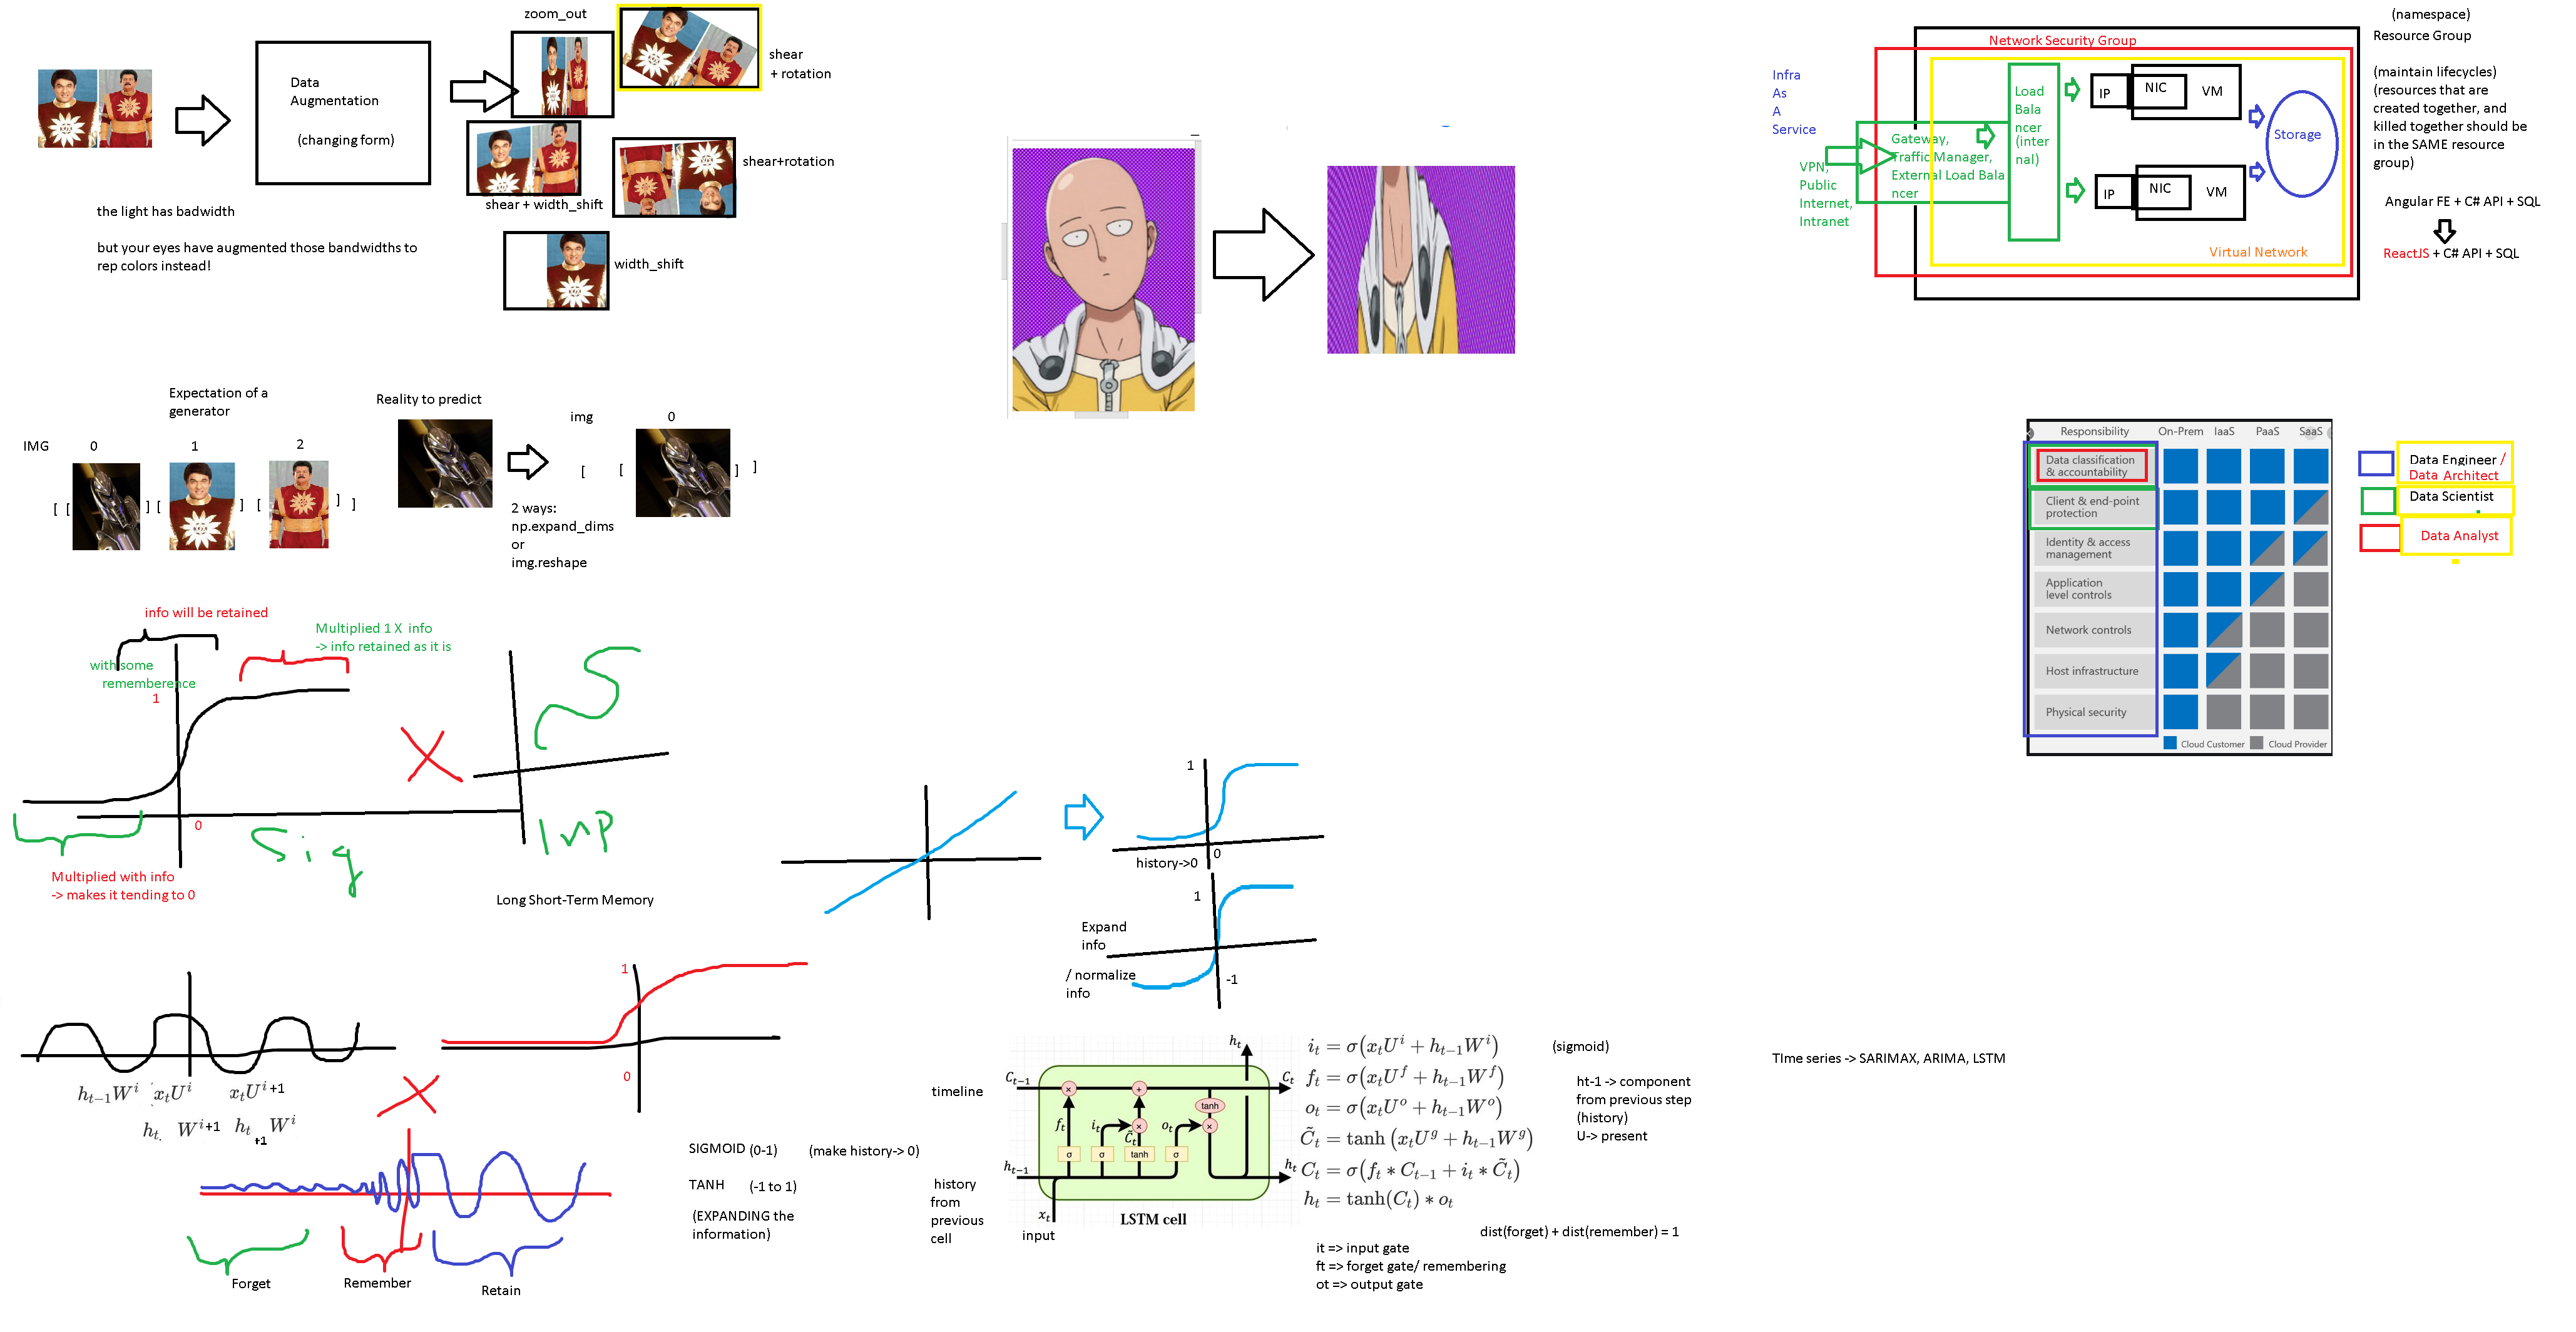 zoom_out
shear
+ rotation
Data
Augmentation
(changing form)
shear+rotation
shear + width_shift
the light has badwidth
but your eyes have augmented those bandwidths to
rep colors instead!
width_shift
(namespace)
Resource Group
Network Security Group
(maintain lifecycles)
(resources that are
created together, and
killed together should be
in the SAME resource
group)
Infra
As
A
Service
Load
Bala
ncer
(inter
nal)
IP
NIC
VM
Storage
Gateway,
Traffic Manager,
External Load Bala
ncer
VPN,
Public
Internet,
Intranet
IP
NIC
VM
Virtual Network
Angular FE + C# API + SQL
ReactJS + C# API + SQL
Expectation of a
generator
Reality to predict
IMG
0
1
2
img
0
[ [
] [
] [
] ]
[ [
] ]
2 ways:
np.expand_dims
or
img.reshape
Responsibility On-Prem IaaS PaaS SaaS
Data classification
& accountability
Client & end-point
protection
Identity & access
management
Application
level controls
Network controls
Host infrastructure
Physical security
Cloud Customer Cloud Provider
Data Engineer /
Data Architect
Data Scientist
Data Analyst
info will be retained
Multiplied 1 X info
-> info retained as it is
with some
rememberence
1
0
Sig
Inp
Multiplied with info
-> makes it tending to 0
Long Short-Term Memory
1
0
history->0
1
Expand
info
/ normalize
info
-1
1
0
h_{t-1}W^i x_tU^i x_tU^{i+1}
h_t W^{i+1} h_{t+1} W^i
SIGMOID (0-1) (make history-> 0)
TANH (-1 to 1)
(EXPANDING the
information)
Forget
Remember
Retain
timeline
history
from
previous
cell
input
C_{t-1}
C_t
h_t
h_{t-1}
h_t
x_t
f_t
i_t
C̃_t
o_t
tanh
σ
σ
tanh
σ
LSTM cell
i_t = σ(x_tU^i + h_{t-1}W^i)
f_t = σ(x_tU^f + h_{t-1}W^f)
o_t = σ(x_tU^o + h_{t-1}W^o)
C̃_t = tanh (x_tU^g + h_{t-1}W^g)
C_t = σ(f_t * C_{t-1} + i_t * C̃_t)
h_t = tanh(C_t) * o_t
(sigmoid)
ht-1 -> component
from previous step
(history)
U-> present
dist(forget) + dist(remember) = 1
it => input gate
ft => forget gate/ remembering
ot => output gate
TIme series -> SARIMAX, ARIMA, LSTM